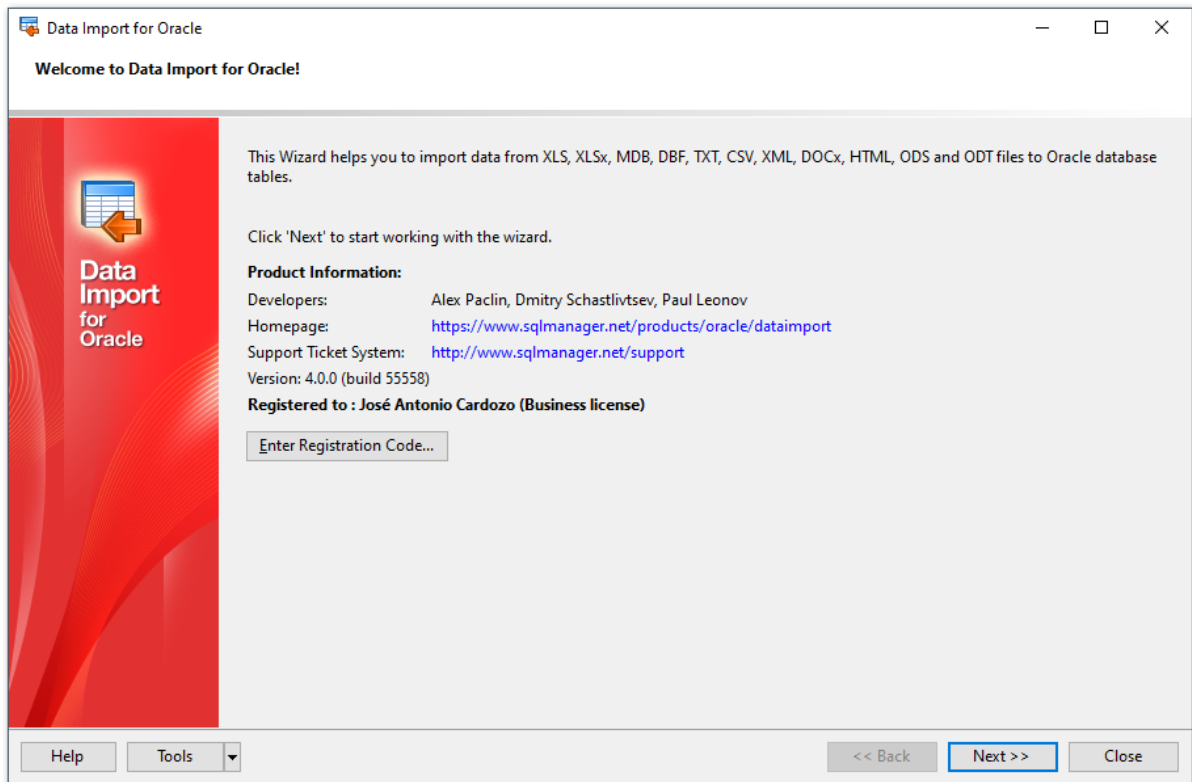 Data Import for Oracle
Welcome to Data Import for Oracle!
This Wizard helps you to import data from XLS, XLSx, MDB, DBF, TXT, CSV, XML, DOCx, HTML, ODS and ODT files to Oracle database
tables.
Click 'Next' to start working with the wizard.
Data
Import
for
Oracle
Product Information:
Developers: Alex Paclin, Dmitry Schastlivtsev, Paul Leonov
Homepage: https://www.sqlmanager.net/products/oracle/dataimport
Support Ticket System: http://www.sqlmanager.net/support
Version: 4.0.0 (build 55558)
Registered to : José Antonio Cardozo (Business license)
Enter Registration Code...
Help Tools << Back Next >> Close